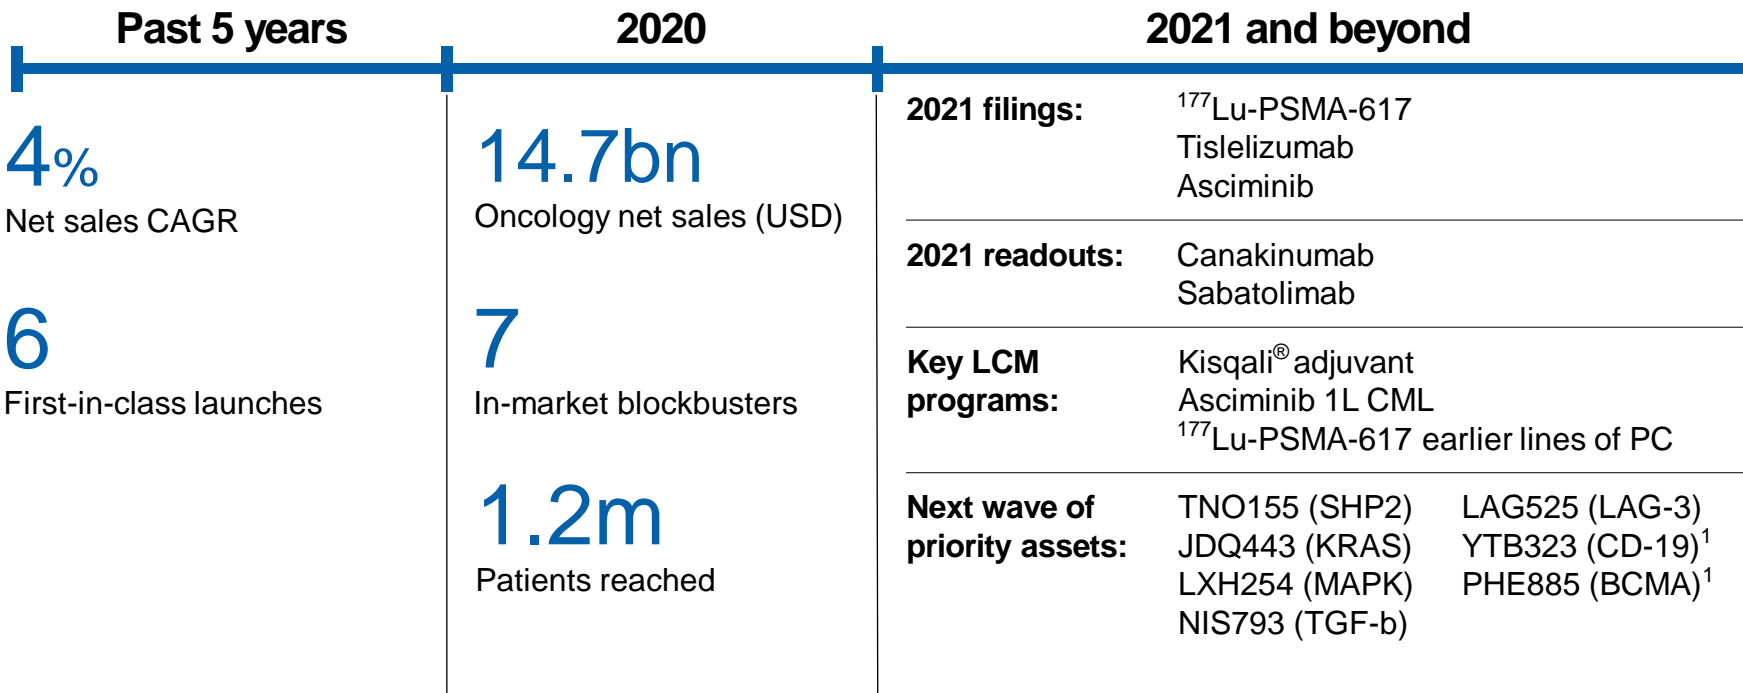 Past 5 years
4%
Net sales CAGR
6
First-in-class launches
2020
14.7bn
Oncology net sales (USD)
7
In-market blockbusters
1.2m
Patients reached
2021 and beyond
2021 filings:
¹⁷⁷Lu-PSMA-617
Tislelizumab
Asciminib
2021 readouts:
Canakinumab
Sabatolimab
Key LCM
programs:
Kisqali® adjuvant
Asciminib 1L CML
¹⁷⁷Lu-PSMA-617 earlier lines of PC
Next wave of
priority assets:
TNO155 (SHP2)
JDQ443 (KRAS)
LXH254 (MAPK)
NIS793 (TGF-b)
LAG525 (LAG-3)
YTB323 (CD-19)¹
PHE885 (BCMA)¹